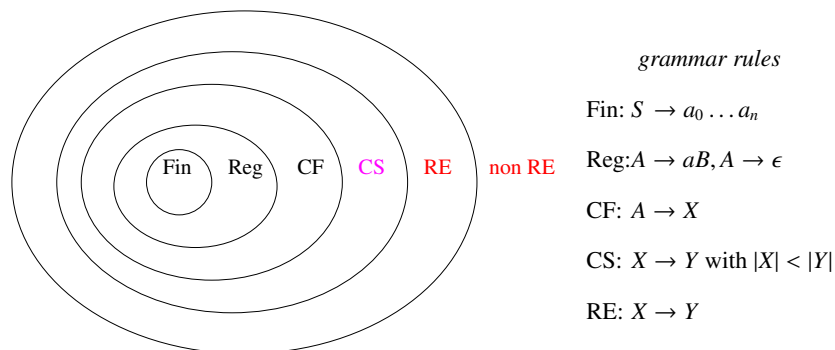 grammar rules
Fin: S → a₀ … aₙ
Fin Reg CF CS RE non RE
Reg:A → aB, A → ϵ
CF: A → X
CS: X → Y with |X| < |Y|
RE: X → Y